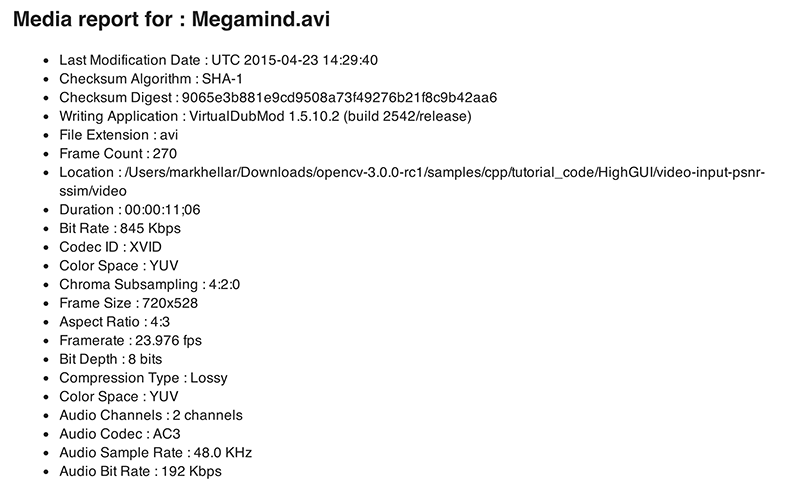 Media report for : Megamind.avi
• Last Modification Date : UTC 2015-04-23 14:29:40
• Checksum Algorithm : SHA-1
• Checksum Digest : 9065e3b881e9cd9508a73f49276b21f8c9b42aa6
• Writing Application : VirtualDubMod 1.5.10.2 (build 2542/release)
• File Extension : avi
• Frame Count : 270
• Location : /Users/markhellar/Downloads/opencv-3.0.0-rc1/samples/cpp/tutorial_code/HighGUI/video-input-psnr-
ssim/video
• Duration : 00:00:11;06
• Bit Rate : 845 Kbps
• Codec ID : XVID
• Color Space : YUV
• Chroma Subsampling : 4:2:0
• Frame Size : 720x528
• Aspect Ratio : 4:3
• Framerate : 23.976 fps
• Bit Depth : 8 bits
• Compression Type : Lossy
• Color Space : YUV
• Audio Channels : 2 channels
• Audio Codec : AC3
• Audio Sample Rate : 48.0 KHz
• Audio Bit Rate : 192 Kbps